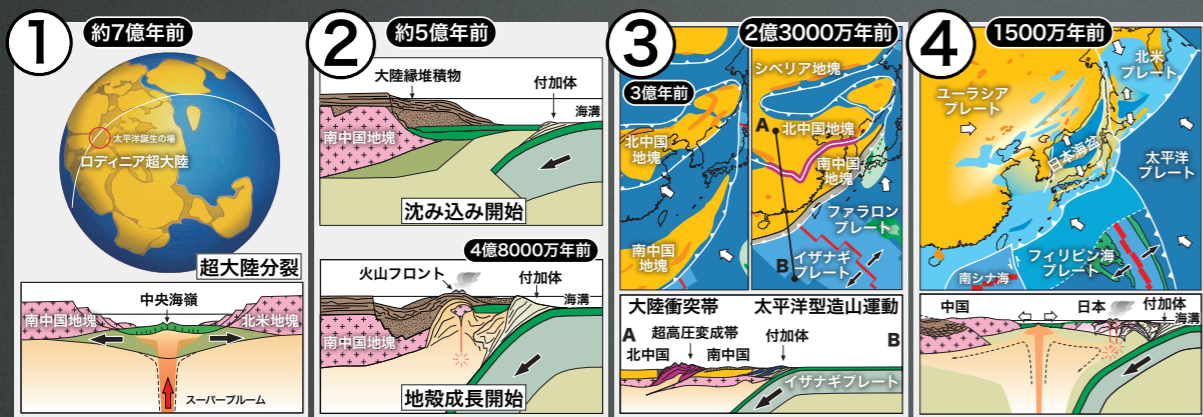 1
約7億年前
太平洋誕生の場
ロディニア超大陸
超大陸分裂
中央海嶺
南中国地塊
北米地塊
スーパープルーム
2
約5億年前
大陸縁堆積物
付加体
海溝
南中国地塊
沈み込み開始
4億8000万年前
火山フロント
付加体
海溝
南中国地塊
地殻成長開始
3
3億年前
北中国地塊
南中国地塊
2億3000万年前
シベリア地塊
A
北中国地塊
南中国地塊
ファラロン
プレート
イザナギ
プレート
B
大陸衝突帯
太平洋型造山運動
A
超高圧変成帯
付加体
B
北中国
南中国
イザナギプレート
4
1500万年前
北米
プレート
ユーラシア
プレート
日本海盆
太平洋
プレート
フィリピン海
プレート
南シナ海
中国
日本
付加体
海溝